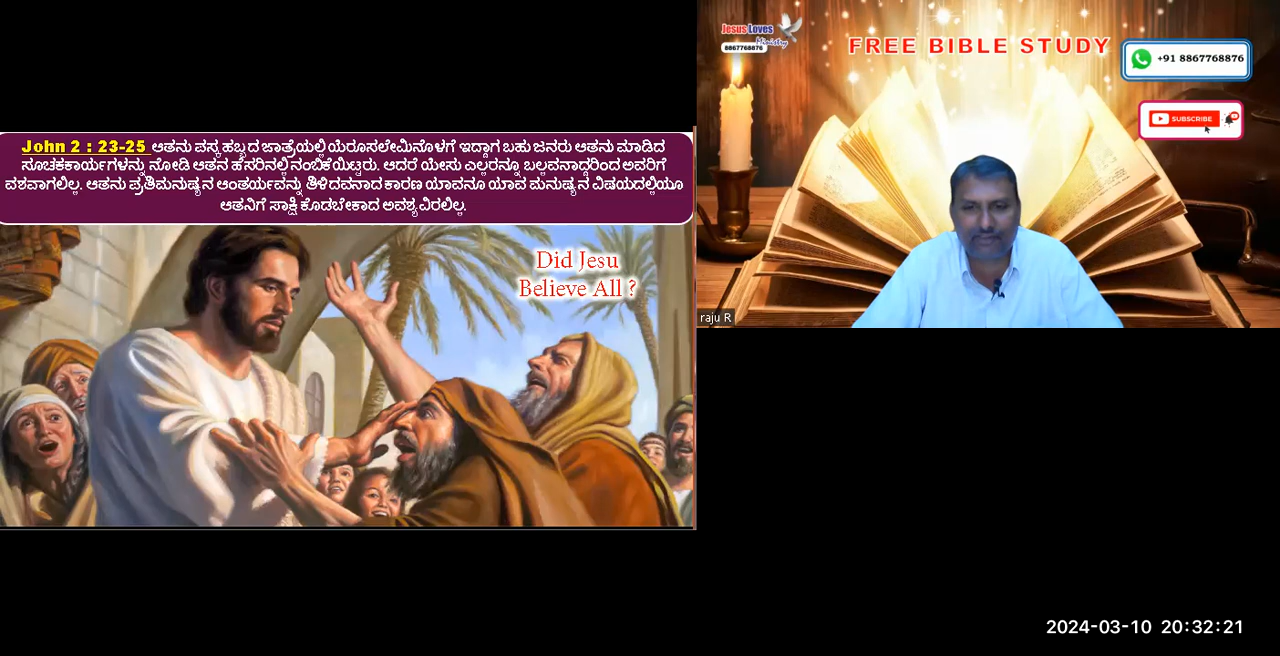 John 2 : 23-25 ಆತನು ಪಸ್ಕಹಬ್ಬದ ಜಾತ್ರೆಯಲ್ಲಿ ಯೆರೂಸಲೇಮಿನೊಳಗೆ ಇದ್ದಾಗ ಬಹು ಜನರು ಆತನು ಮಾಡಿದ
ಸೂಚಕಕಾರ್ಯಗಳನ್ನು ನೋಡಿ ಆತನ ಹೆಸರಿನಲ್ಲಿ ನಂಬಿಕೆಯಿಟ್ಟರು. ಆದರೆ ಯೇಸು ಎಲ್ಲರನ್ನೂ ಬಲ್ಲವನಾದ್ದರಿಂದ ಅವರಿಗೆ
ವಶವಾಗಲಿಲ್ಲ. ಆತನು ಪ್ರತಿಮನುಷ್ಯನ ಆಂತರ್ಯವನ್ನು ತಿಳಿದವನಾದ ಕಾರಣ ಯಾವನೂ ಯಾವ ಮನುಷ್ಯನ ವಿಷಯದಲ್ಲಿಯೂ
ಆತನಿಗೆ ಸಾಕ್ಷಿ ಕೊಡಬೇಕಾದ ಅವಶ್ಯವಿರಲಿಲ್ಲ.
Did Jesu
Believe All ?
Jesus Loves
Ministry
8867768876
FREE BIBLE STUDY
+91 8867768876
SUBSCRIBE
raju R
2024-03-10 20:32:21